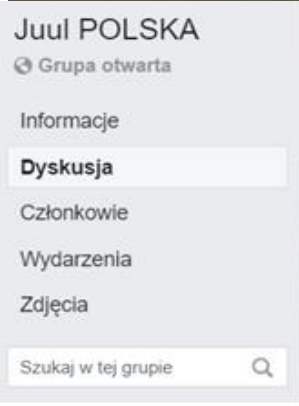 Juul POLSKA
Grupa otwarta
Informacje
Dyskusja
Członkowie
Wydarzenia
Zdjęcia
Szukaj w tej grupie